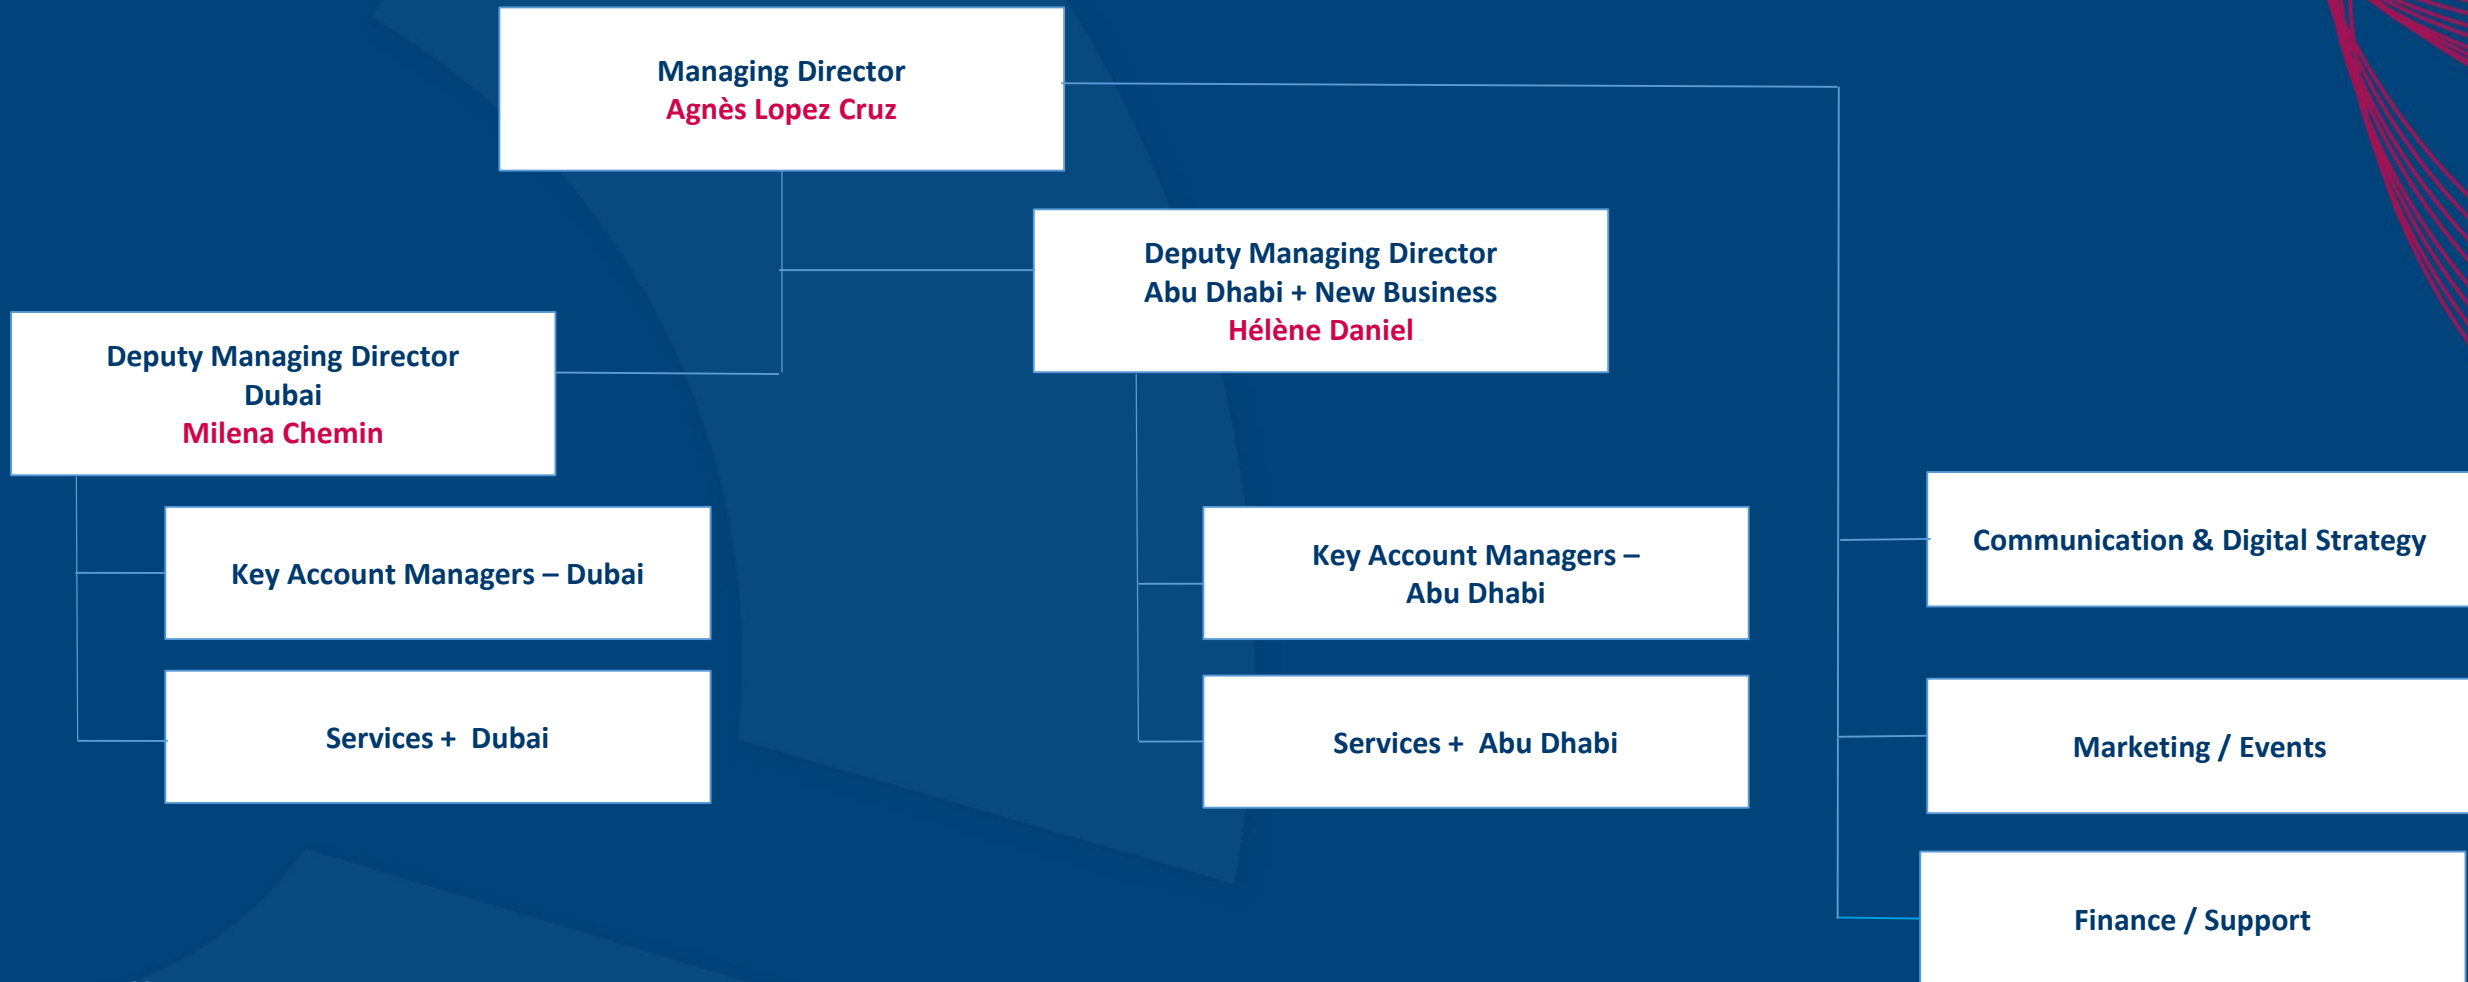 Managing Director
Agnès Lopez Cruz
Deputy Managing Director
Abu Dhabi + New Business
Hélène Daniel
Deputy Managing Director
Dubai
Milena Chemin
Key Account Managers – Dubai
Services +  Dubai
Key Account Managers –
Abu Dhabi
Services +  Abu Dhabi
Communication & Digital Strategy
Marketing / Events
Finance / Support